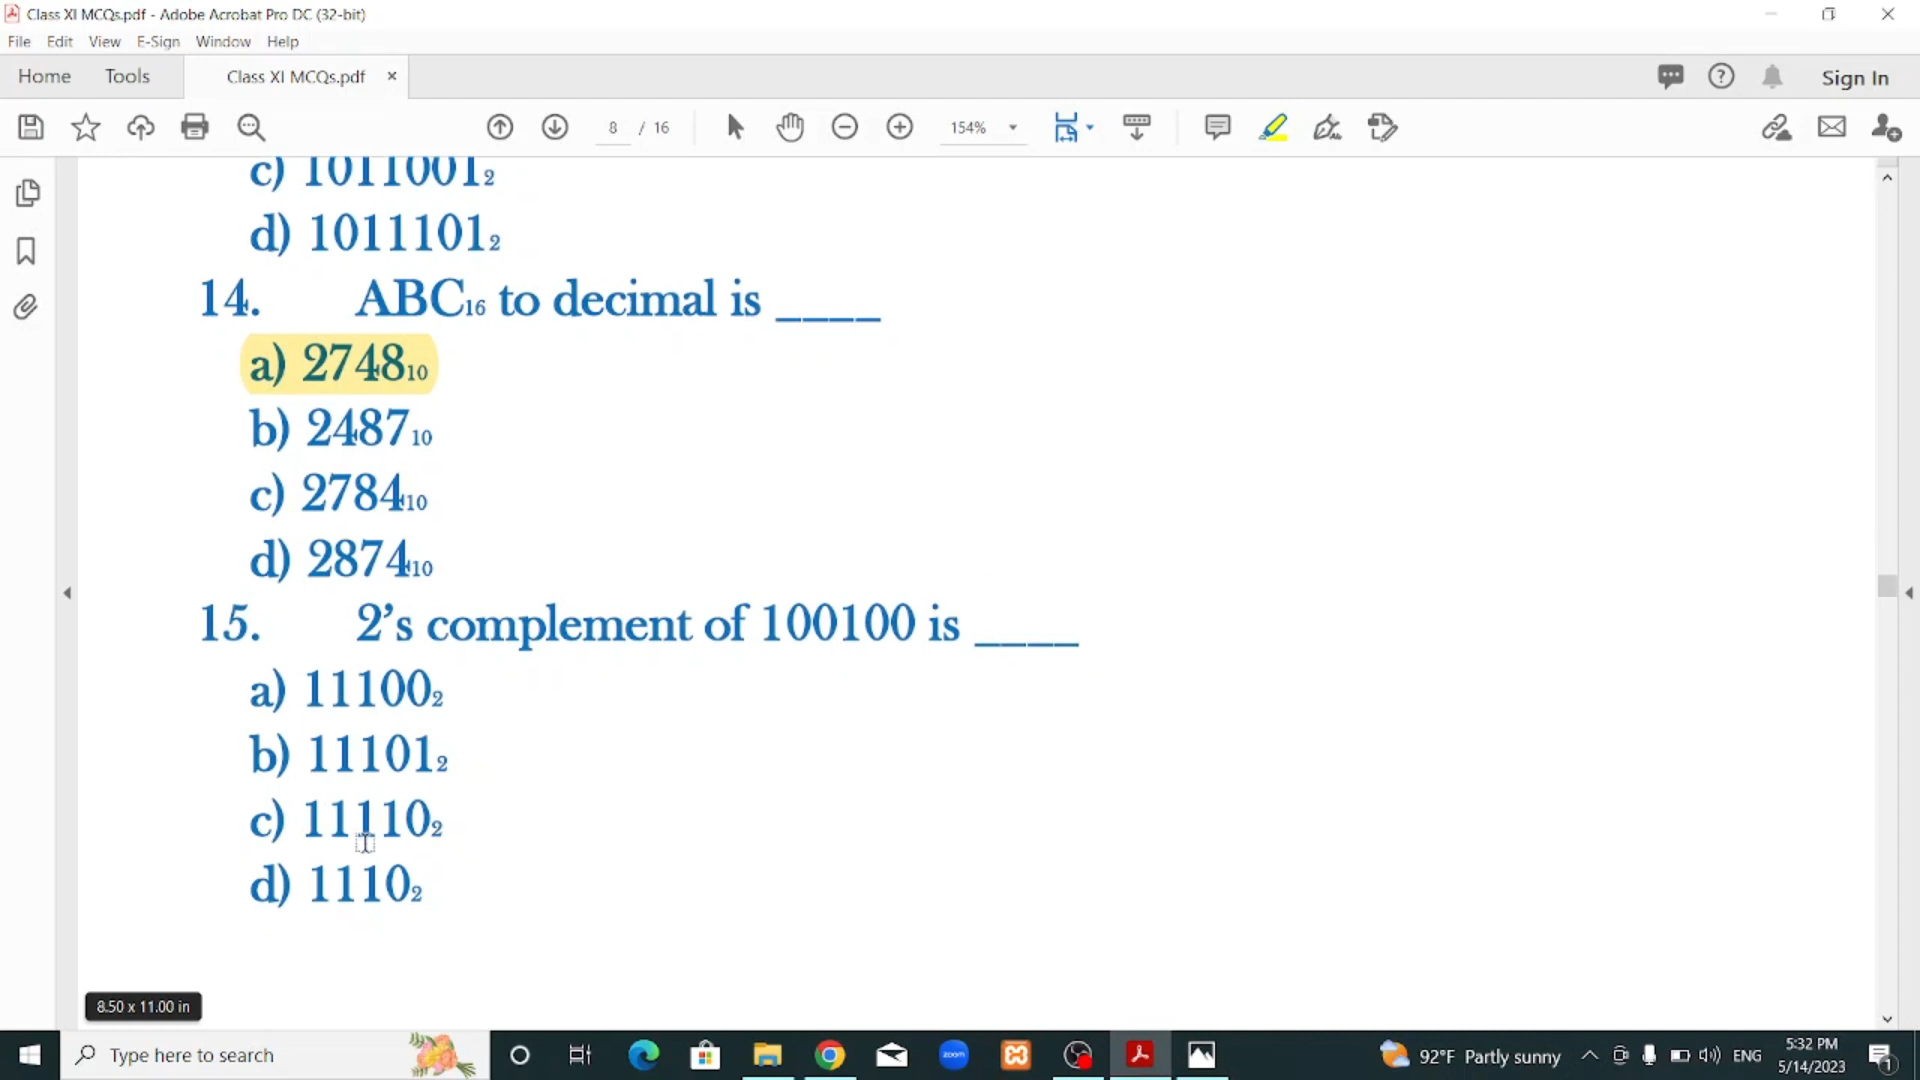 Class XI MCQs.pdf - Adobe Acrobat Pro DC (32-bit)
File Edit View E-Sign Window Help
Home Tools Class XI MCQs.pdf × Sign In
8 / 16 154%
c) 1011001₂
d) 1011101₂
14. ABC₁₆ to decimal is ____
a) 2748₁₀
b) 2487₁₀
c) 2784₁₀
d) 2874₁₀
15. 2’s complement of 100100 is ____
a) 11100₂
b) 11101₂
c) 11110₂
d) 1110₂
8.50 x 11.00 in
Type here to search zoom 92°F Partly sunny ENG 5:32 PM
5/14/2023 1